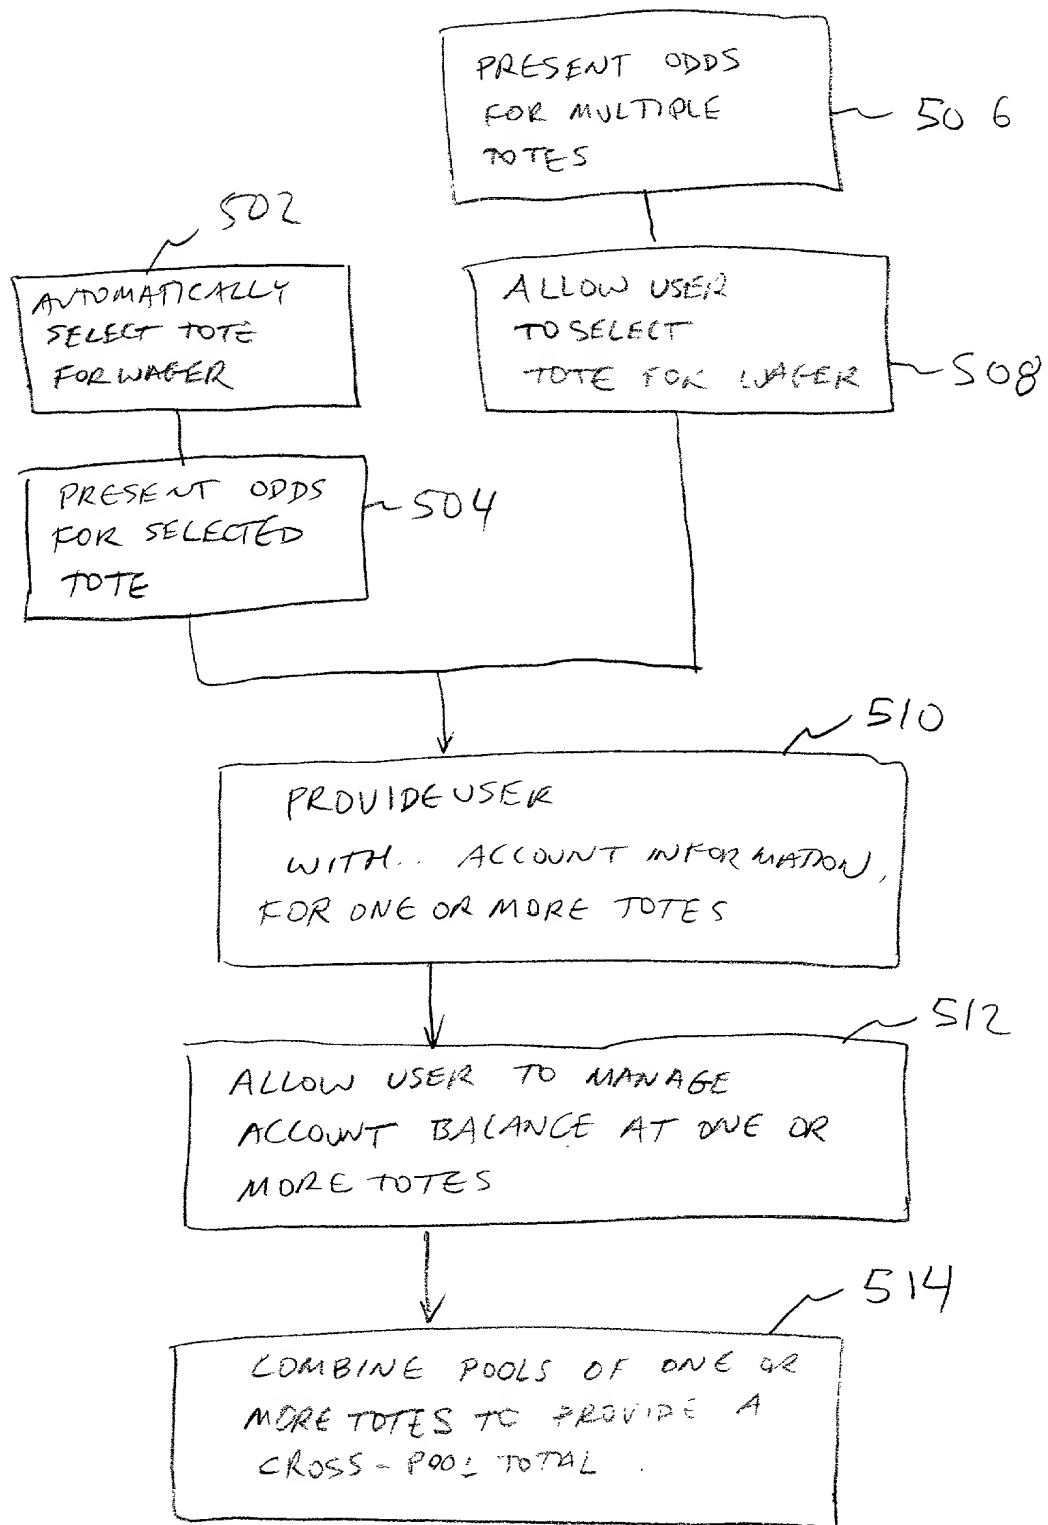 PRESENT ODDS
FOR MULTIPLE
TOTES
506
502
AUTOMATICALLY
SELECT TOTE
FOR WAGER
ALLOW USER
TO SELECT
TOTE FOR WAGER
508
PRESENT ODDS
FOR SELECTED
TOTE
504
510
PROVIDE USER
WITH.. ACCOUNT INFORMATION,
FOR ONE OR MORE TOTES
512
ALLOW USER TO MANAGE
ACCOUNT BALANCE AT ONE OR
MORE TOTES
514
COMBINE POOLS OF ONE OR
MORE TOTES TO PROVIDE A
CROSS-POOL TOTAL.